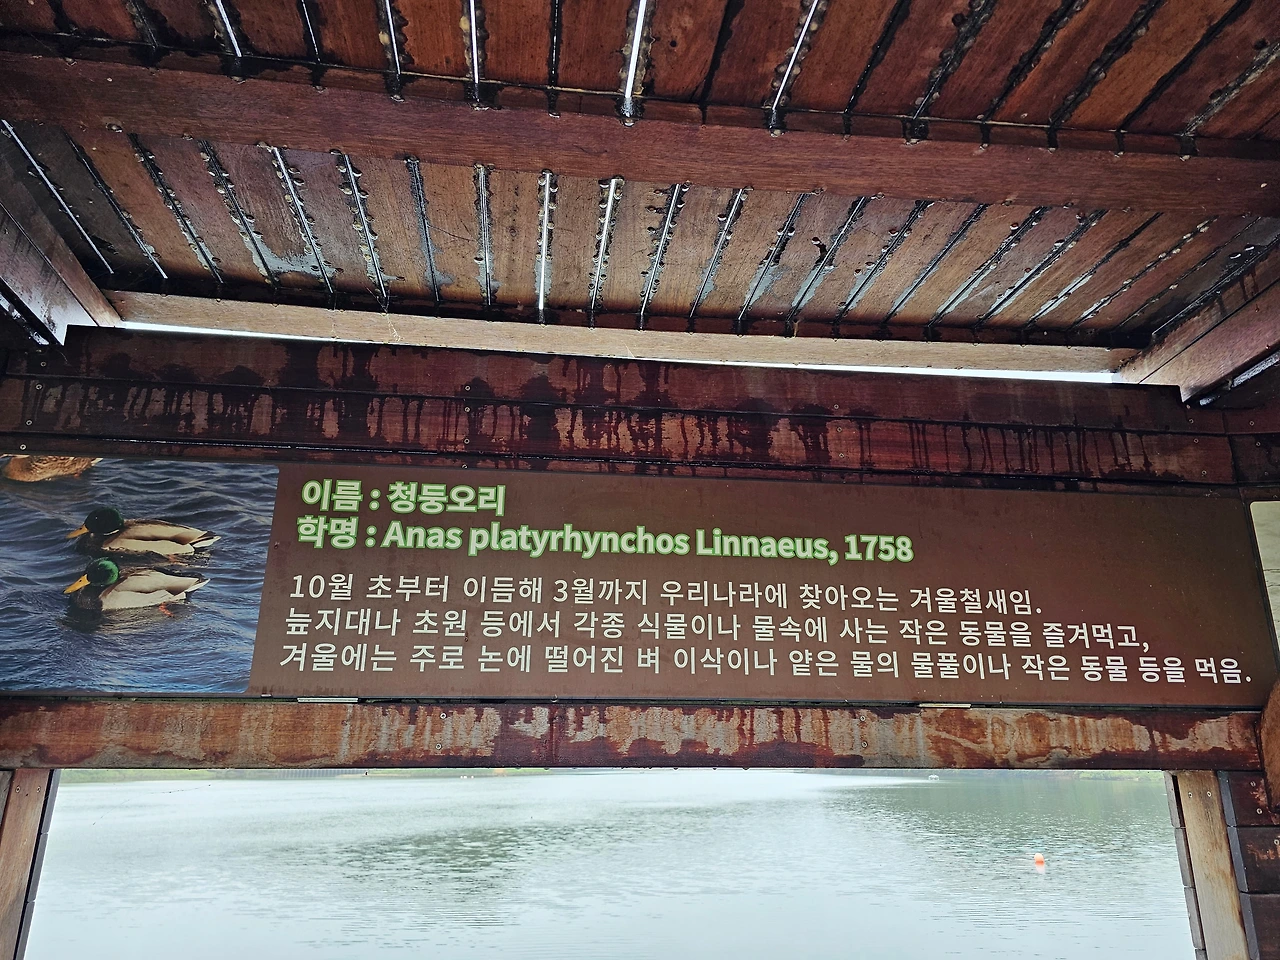 이름 : 청둥오리
학명 : Anas platyrhynchos Linnaeus, 1758
10월 초부터 이듬해 3월까지 우리나라에 찾아오는 겨울철새임.
늪지대나 초원 등에서 각종 식물이나 물속에 사는 작은 동물을 즐겨먹고,
겨울에는 주로 논에 떨어진 벼 이삭이나 얕은 물의 물풀이나 작은 동물 등을 먹음.